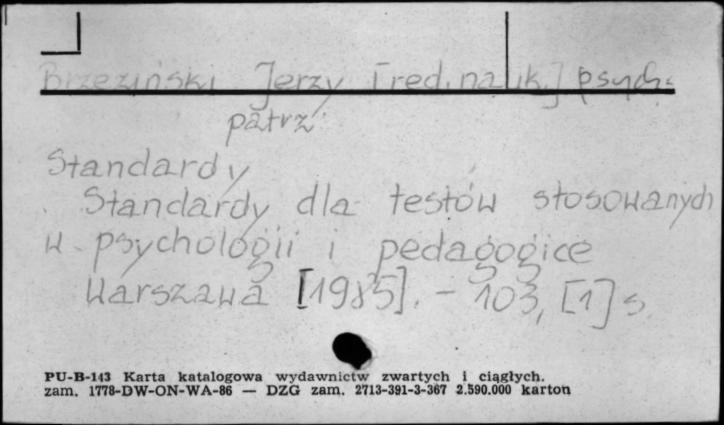 Brzeziński Jerzy [red. nauk.] psych.
patrz:
Standardy
Standardy dla testów stosowanych
w psychologii i pedagogice
Warszawa [1985]. – 103, [1] s.
PU-B-143 Karta katalogowa wydawnictw zwartych i ciągłych.
zam. 1778-DW-ON-WA-86 — DZG zam. 2713-391-3-367 2.590.000 karton